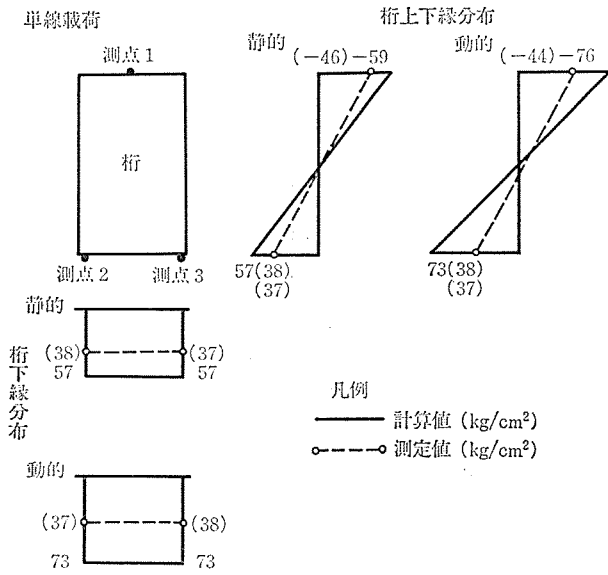 単線載荷
桁上下縁分布
静的
動的
測点1
(-46)-59
(-44)-76
桁
測点2
測点3
57(38)
(37)
73(38)
(37)
静的
桁下縁分布
(38)
(37)
57
57
凡例
計算値 (kg/cm²)
測定値 (kg/cm²)
動的
(37)
(38)
73
73